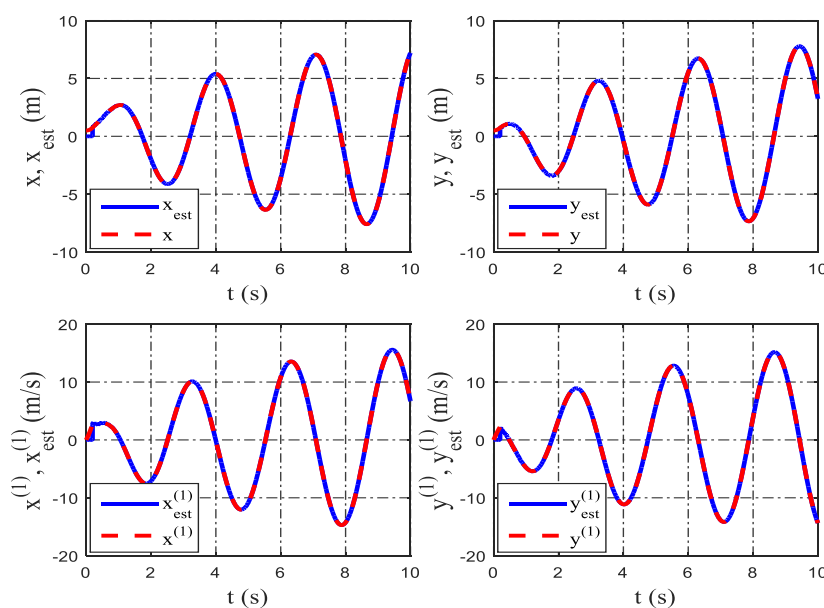 10
5
0
-5
-10
x, x_est (m)
x_est
x
0 2 4 6 8 10
t (s)
10
5
0
-5
-10
y, y_est (m)
y_est
y
0 2 4 6 8 10
t (s)
20
10
0
-10
-20
x^(1), x_est^(1) (m/s)
x_est^(1)
x^(1)
0 2 4 6 8 10
t (s)
20
10
0
-10
-20
y^(1), y_est^(1) (m/s)
y_est^(1)
y^(1)
0 2 4 6 8 10
t (s)